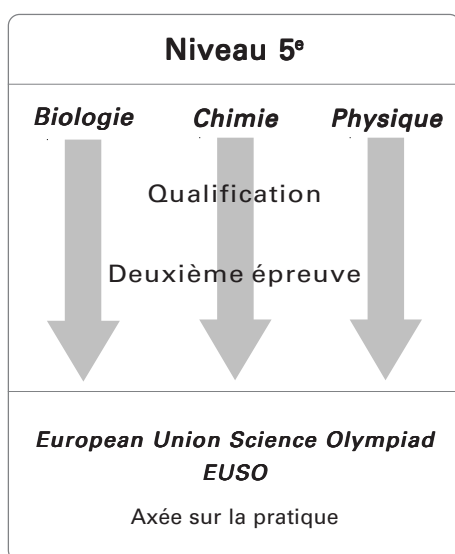 Niveau 5e
Biologie Chimie Physique
Qualification
Deuxième épreuve
European Union Science Olympiad
EUSO
Axée sur la pratique